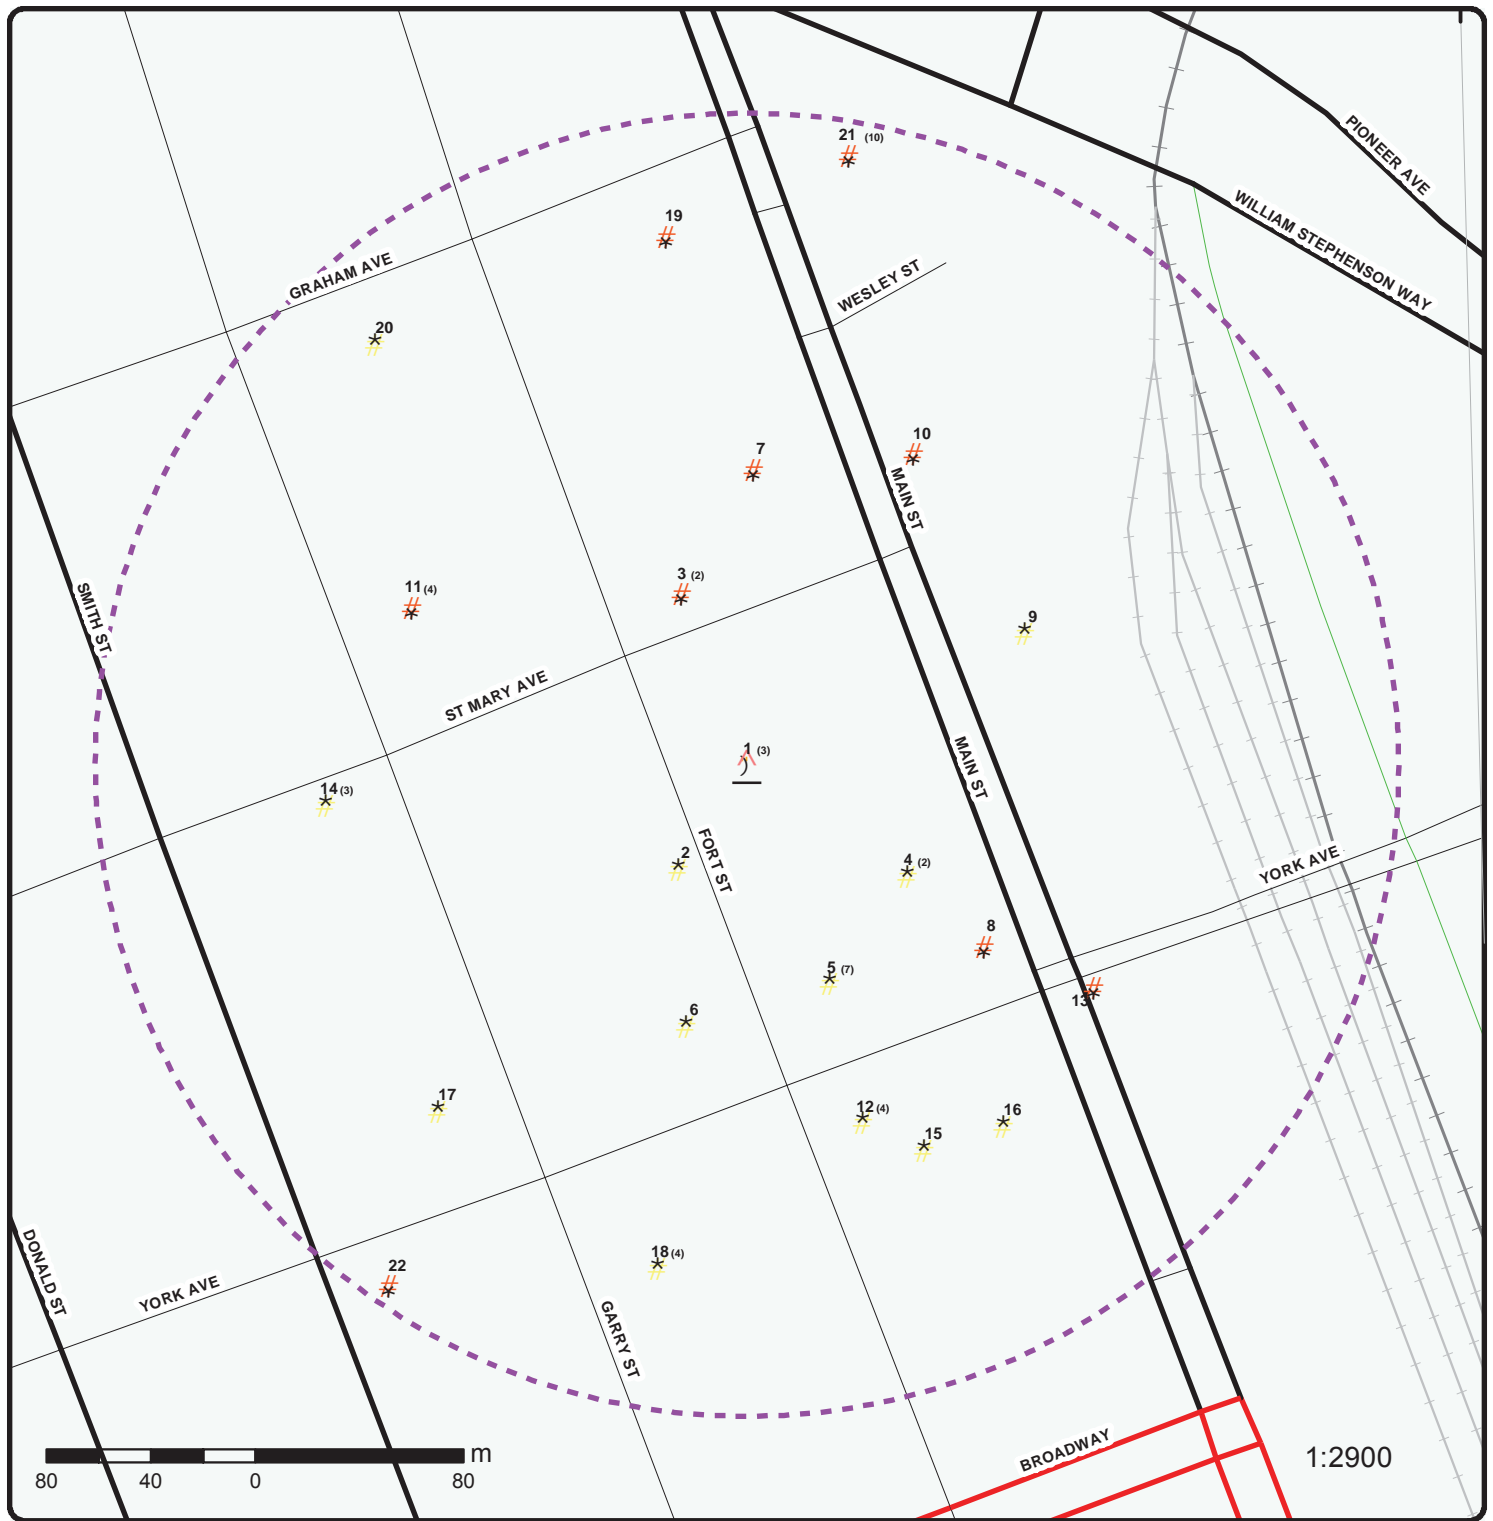 PIONEER AVE
21 (10)
WILLIAM STEPHENSON WAY
19
GRAHAM AVE
WESLEY ST
20
10
7
MAIN ST
3 (2)
11 (4)
SMITH ST
9
ST MARY AVE
1 (3)
MAIN ST
14 (3)
FORT ST
2
4 (2)
YORK AVE
8
5 (7)
13
6
17
12 (4)
16
15
DONALD ST
18 (4)
22
YORK AVE
GARRY ST
BROADWAY
m
80 40 0 80
1:2900